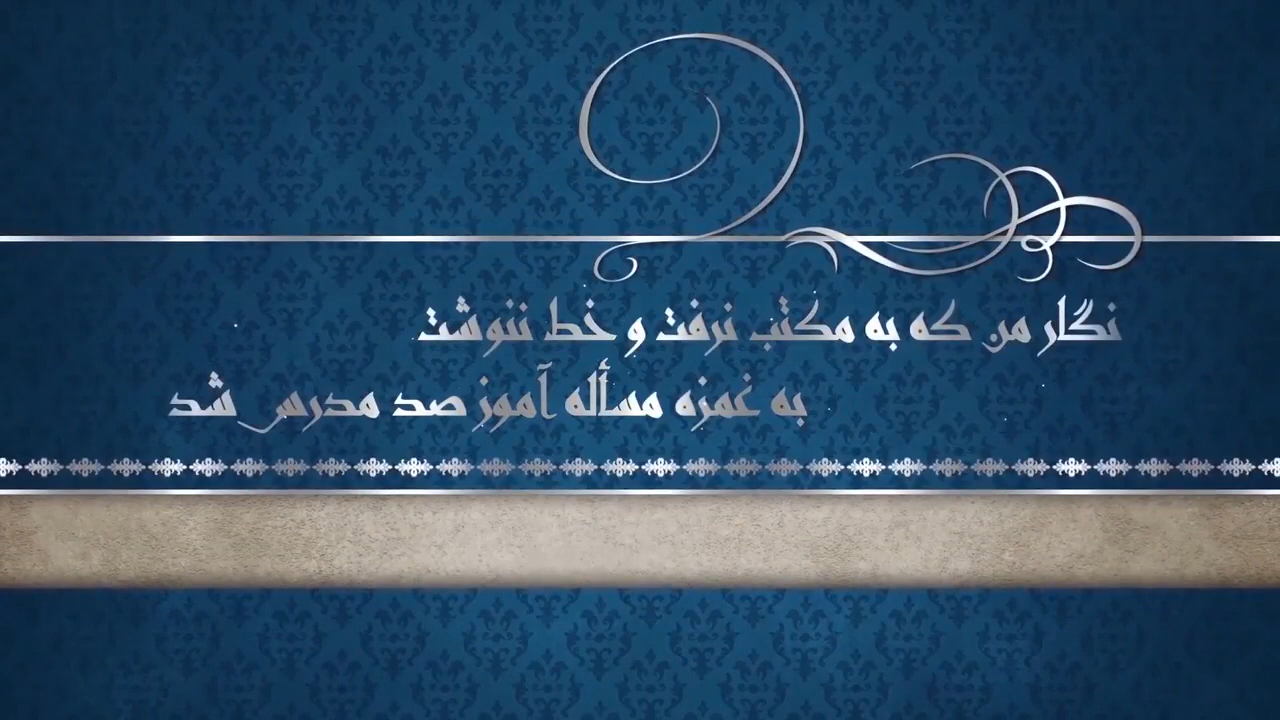 نگار من که به مکتب نرفت و خط ننوشت
به غمزه مسأله آموز صد مدرس شد